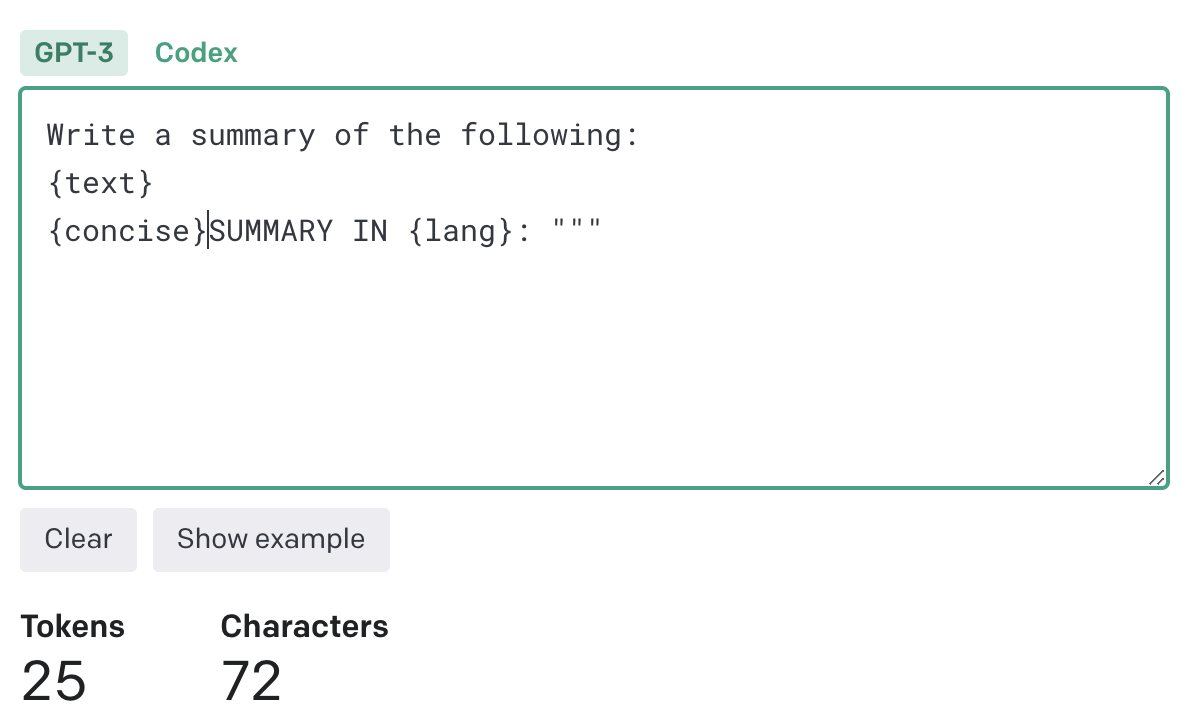 GPT-3 Codex
Write a summary of the following:
{text}
{concise}SUMMARY IN {lang}: """
Clear Show example
Tokens Characters
25 72